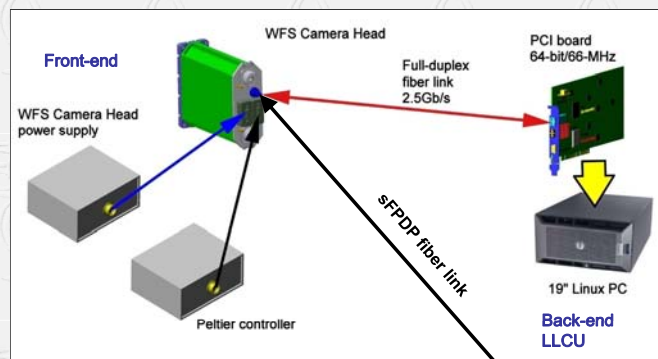 WFS Camera Head
Front-end
Full-duplex
fiber link
2.5Gb/s
PCI board
64-bit/66-MHz
WFS Camera Head
power supply
sFPDP fiber link
Peltier controller
19" Linux PC
Back-end
LLCU